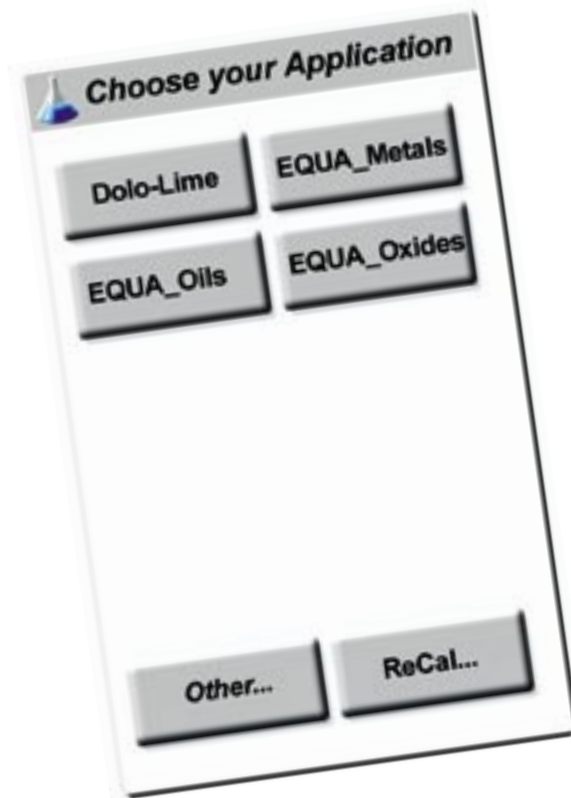 Choose your Application
Dolo-Lime
EQUA_Metals
EQUA_Oils
EQUA_Oxides
Other...
ReCal...